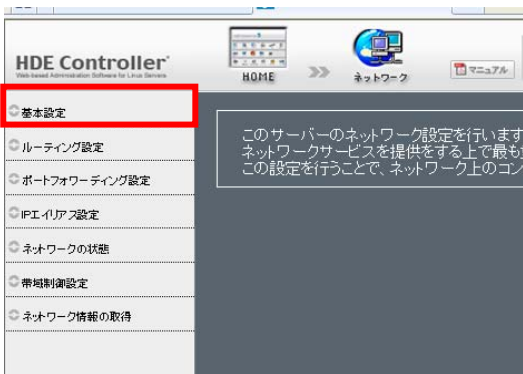 HDE Controller
Web-based Administration Software for Linux Servers
HOME
ネットワーク
マニュアル
基本設定
ルーティング設定
ポートフォワーディング設定
IPエイリアス設定
ネットワークの状態
帯域制御設定
ネットワーク情報の取得
このサーバーのネットワーク設定を行います
ネットワークサービスを提供をする上で最も
この設定を行うことで、ネットワーク上のコン